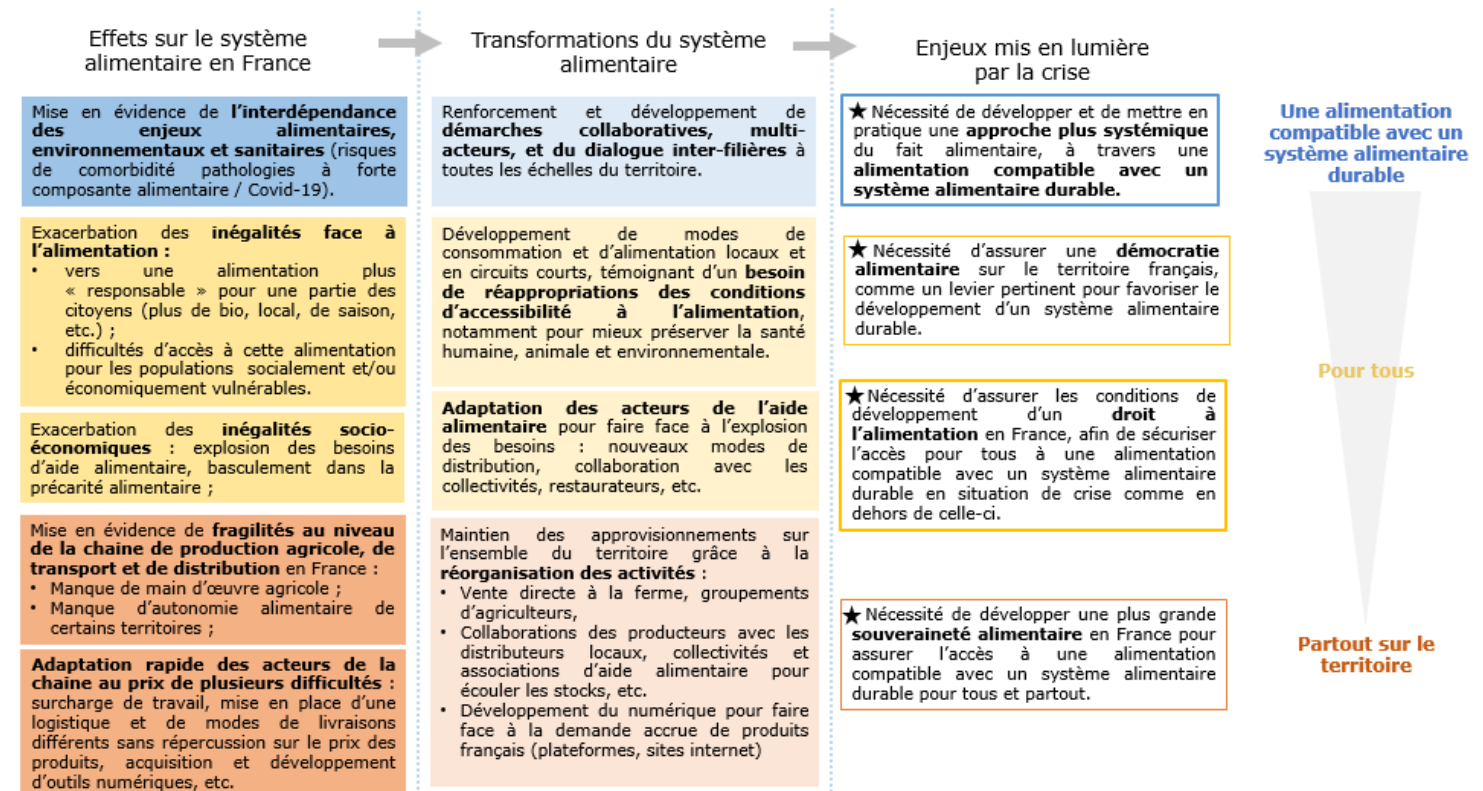 Effets sur le système
alimentaire en France
Transformations du système
alimentaire
Enjeux mis en lumière
par la crise
Mise en évidence de l'interdépendance
des enjeux alimentaires,
environnementaux et sanitaires (risques
de comorbidité pathologies à forte
composante alimentaire / Covid-19).
Exacerbation des inégalités face à
l'alimentation :
• vers une alimentation plus
« responsable » pour une partie des
citoyens (plus de bio, local, de saison,
etc.) ;
• difficultés d'accès à cette alimentation
pour les populations socialement et/ou
économiquement vulnérables.
Exacerbation des inégalités socio-
économiques : explosion des besoins
d'aide alimentaire, basculement dans la
précarité alimentaire ;
Mise en évidence de fragilités au niveau
de la chaine de production agricole, de
transport et de distribution en France :
• Manque de main d'œuvre agricole ;
• Manque d'autonomie alimentaire de
certains territoires ;
Adaptation rapide des acteurs de la
chaine au prix de plusieurs difficultés :
surcharge de travail, mise en place d'une
logistique et de modes de livraisons
différents sans répercussion sur le prix des
produits, acquisition et développement
d'outils numériques, etc.
Renforcement et développement de
démarches collaboratives, multi-
acteurs, et du dialogue inter-filières à
toutes les échelles du territoire.
Développement de modes de
consommation et d'alimentation locaux et
en circuits courts, témoignant d'un besoin
de réappropriations des conditions
d'accessibilité à l'alimentation,
notamment pour mieux préserver la santé
humaine, animale et environnementale.
Adaptation des acteurs de l'aide
alimentaire pour faire face à l'explosion
des besoins : nouveaux modes de
distribution, collaboration avec les
collectivités, restaurateurs, etc.
Maintien des approvisionnements sur
l'ensemble du territoire grâce à la
réorganisation des activités :
• Vente directe à la ferme, groupements
d'agriculteurs,
• Collaborations des producteurs avec les
distributeurs locaux, collectivités et
associations d'aide alimentaire pour
écouler les stocks, etc.
• Développement du numérique pour faire
face à la demande accrue de produits
français (plateformes, sites internet)
★ Nécessité de développer et de mettre en
pratique une approche plus systémique
du fait alimentaire, à travers une
alimentation compatible avec un
système alimentaire durable.
★ Nécessité d'assurer une démocratie
alimentaire sur le territoire français,
comme un levier pertinent pour favoriser le
développement d'un système alimentaire
durable.
★ Nécessité d'assurer les conditions de
développement d'un droit à
l'alimentation en France, afin de sécuriser
l'accès pour tous à une alimentation
compatible avec un système alimentaire
durable en situation de crise comme en
dehors de celle-ci.
★ Nécessité de développer une plus grande
souveraineté alimentaire en France pour
assurer l'accès à une alimentation
compatible avec un système alimentaire
durable pour tous et partout.
Une alimentation
compatible avec un
système alimentaire
durable
Pour tous
Partout sur le
territoire